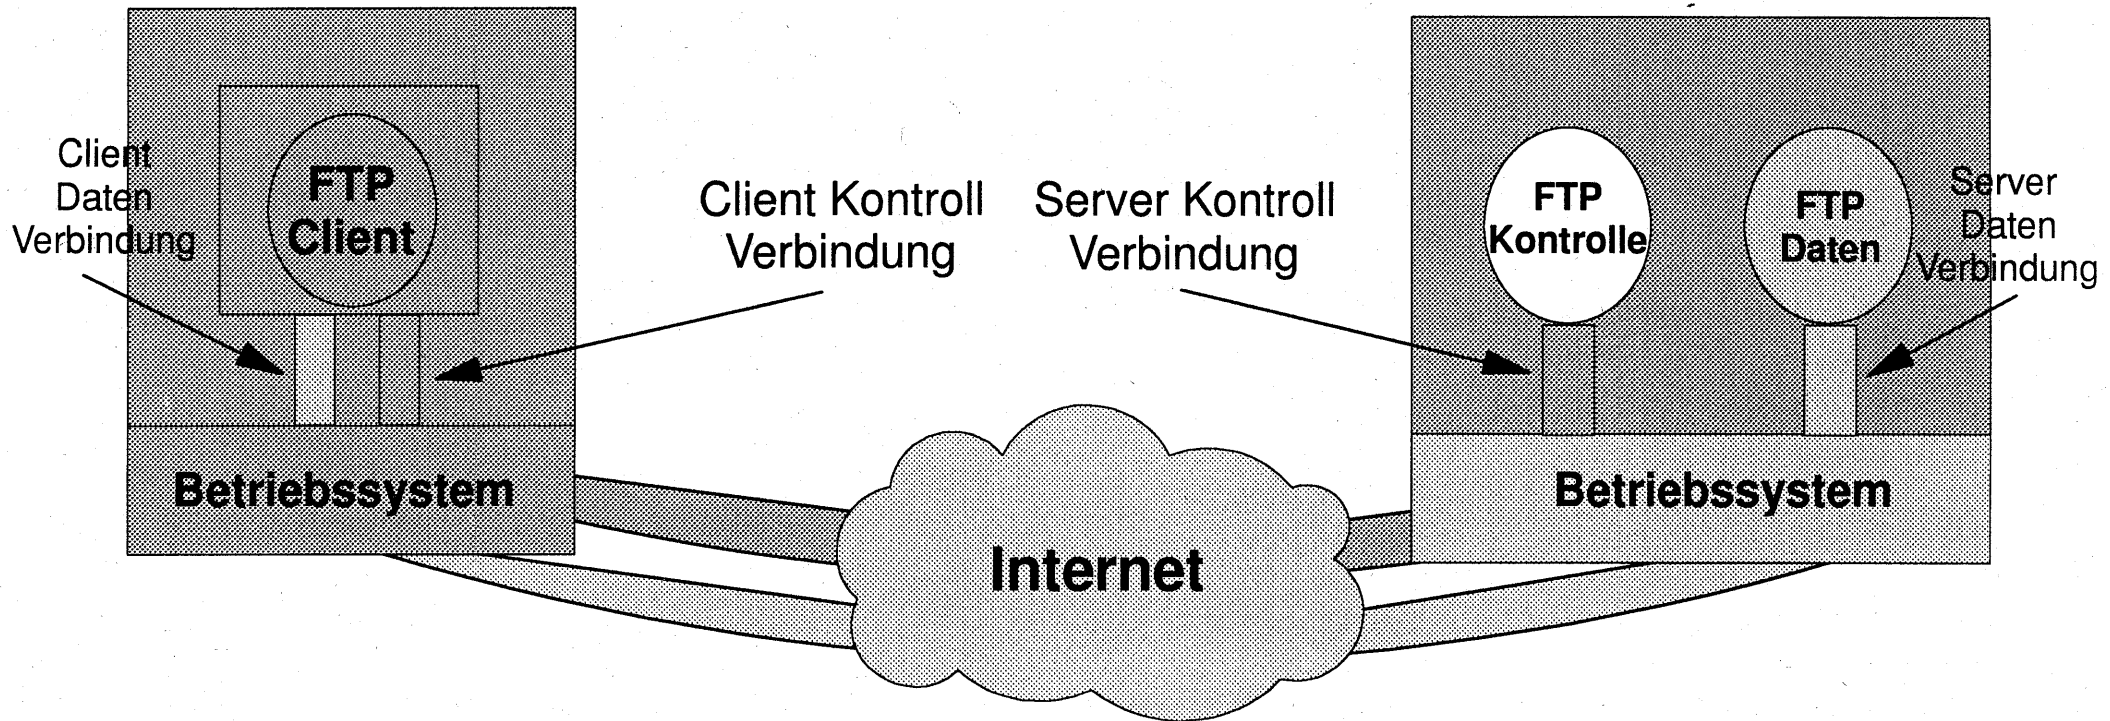 Client
Daten
Verbindung
FTP
Client
Betriebssystem
Client Kontroll
Verbindung
Server Kontroll
Verbindung
Internet
FTP
Kontrolle
FTP
Daten
Server
Daten
Verbindung
Betriebssystem